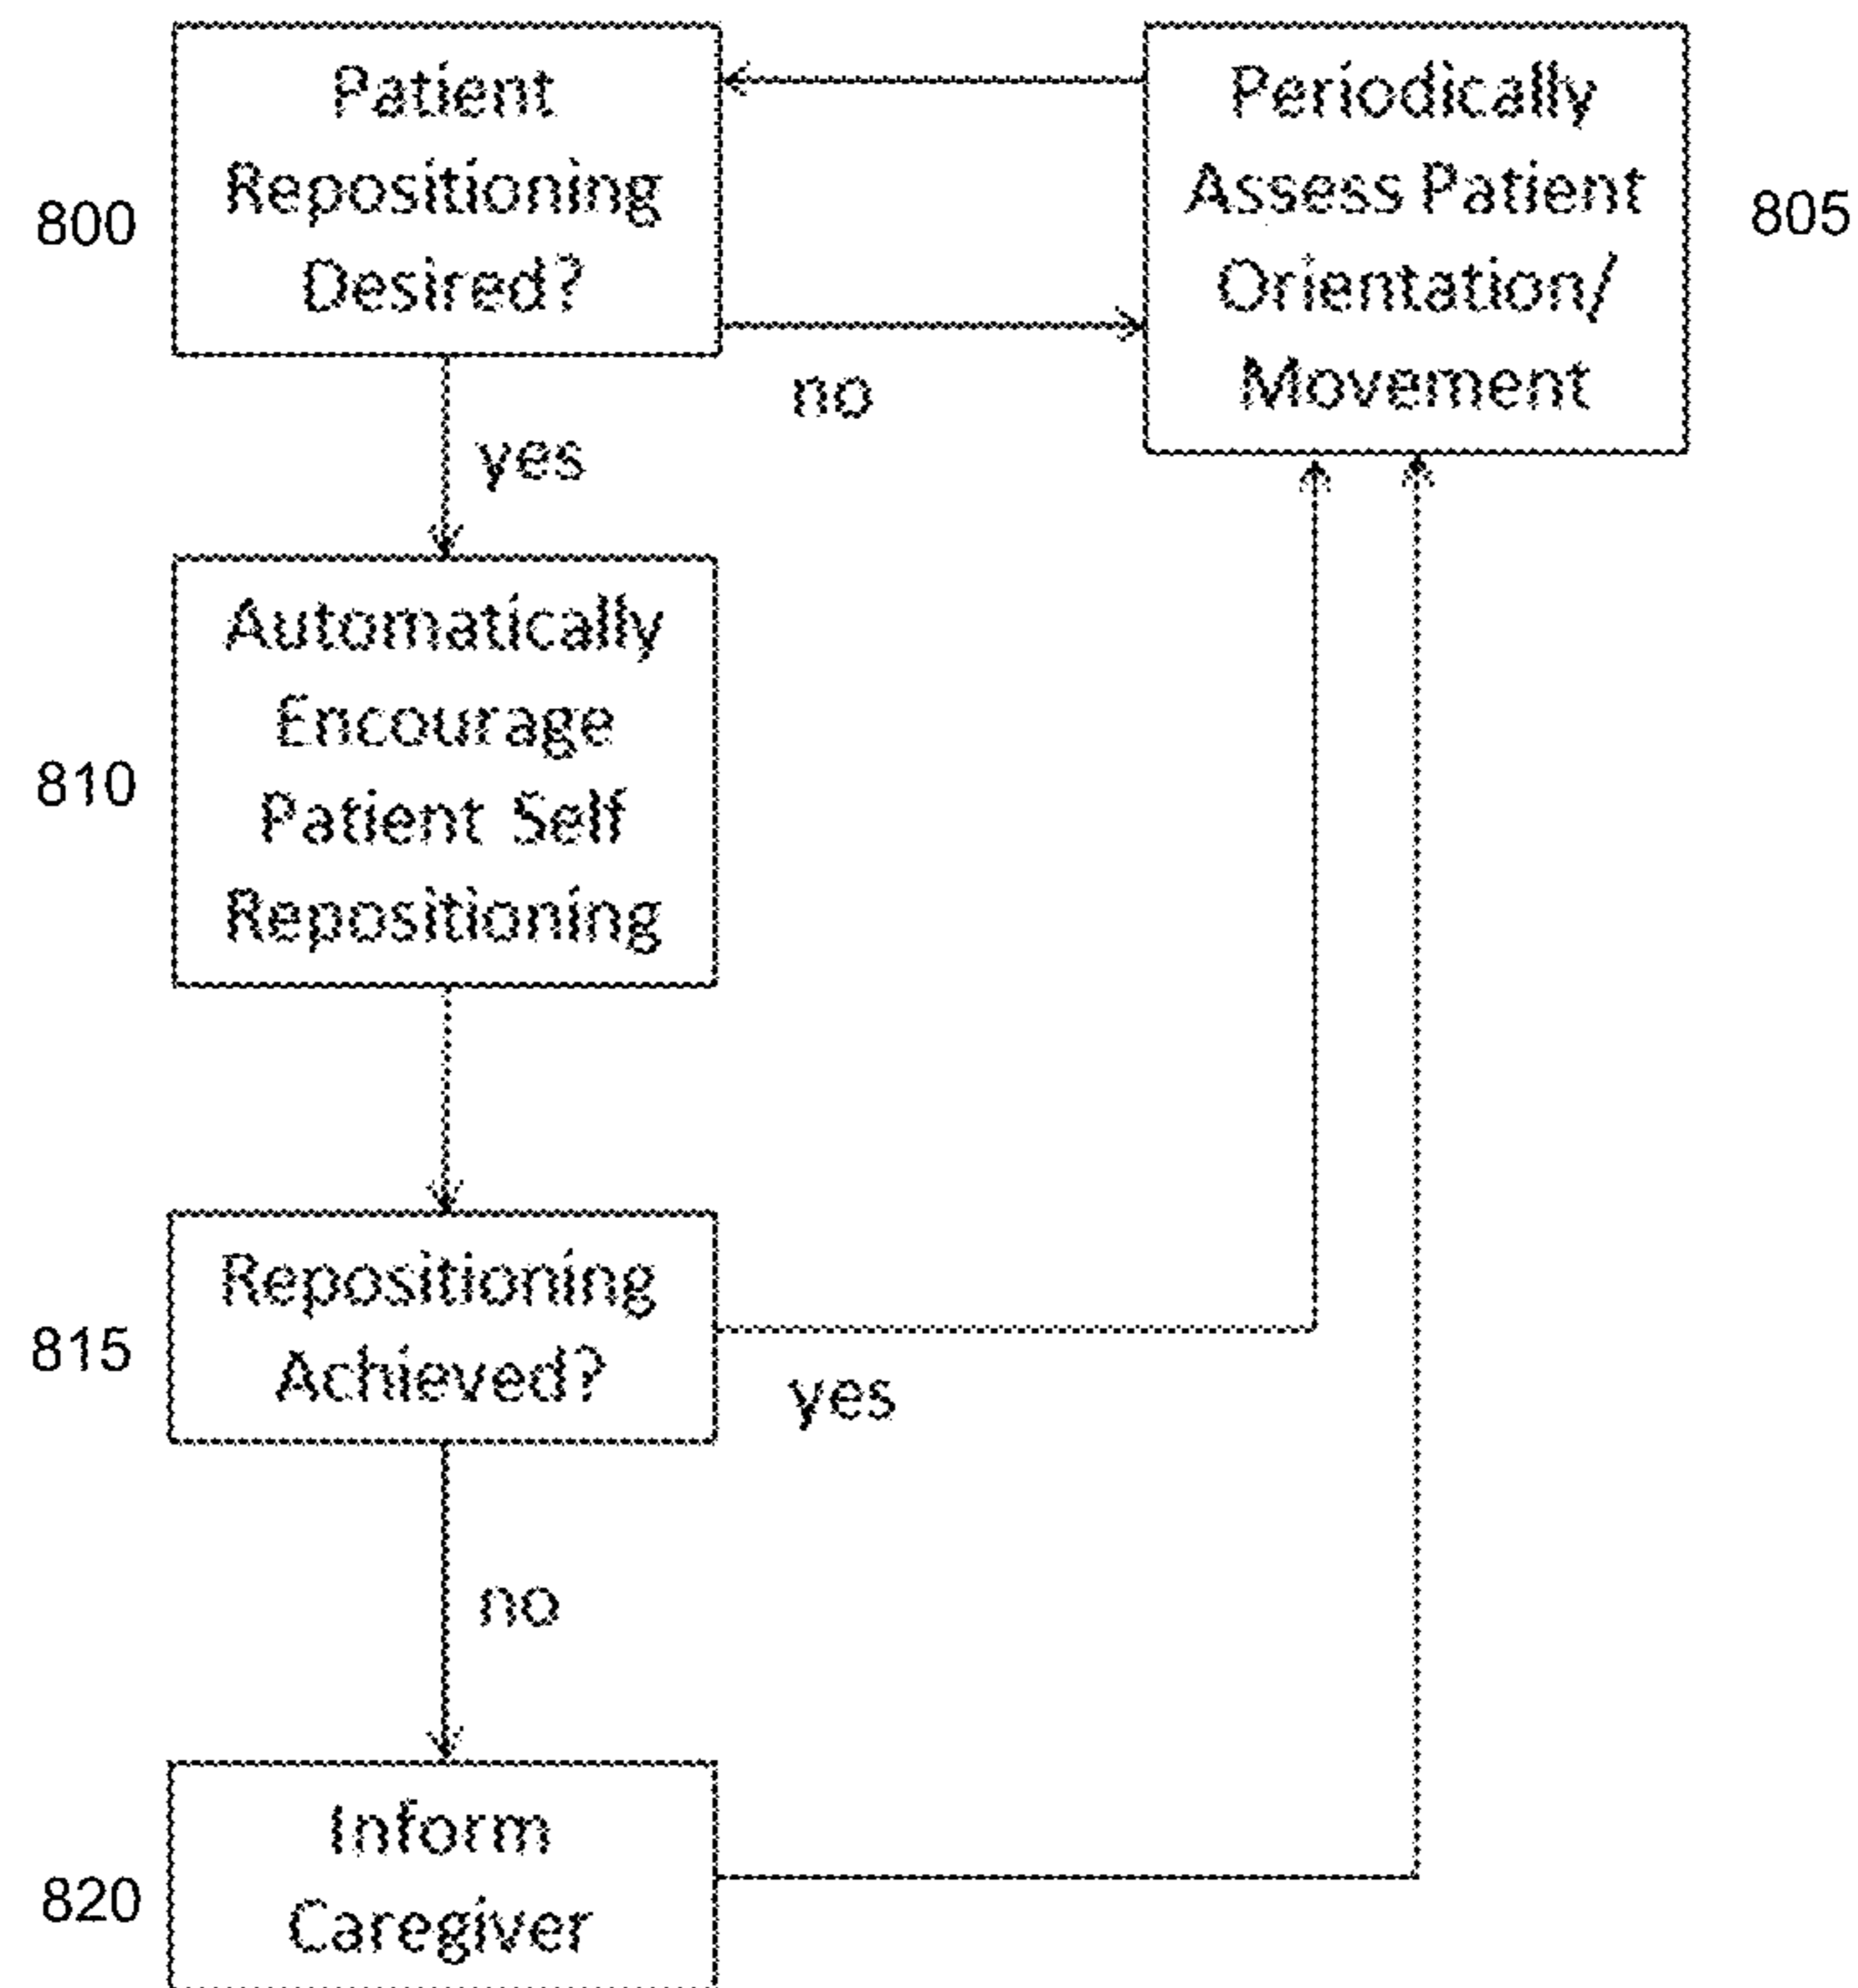 Patient
Repositioning
Desired?
800
Periodically
Assess Patient
Orientation/
Movement
805
no
yes
Automatically
Encourage
Patient Self
Repositioning
810
Repositioning
Achieved?
815
yes
no
Inform
Caregiver
820